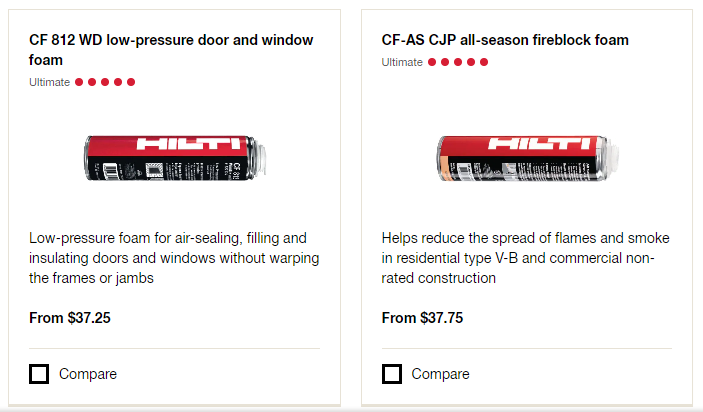 CF 812 WD low-pressure door and window
foam
Ultimate
HILTI
CF 812
Low-pressure foam for air-sealing, filling and
insulating doors and windows without warping
the frames or jambs
From $37.25
Compare
CF-AS CJP all-season fireblock foam
Ultimate
HILTI
Helps reduce the spread of flames and smoke
in residential type V-B and commercial non-
rated construction
From $37.75
Compare